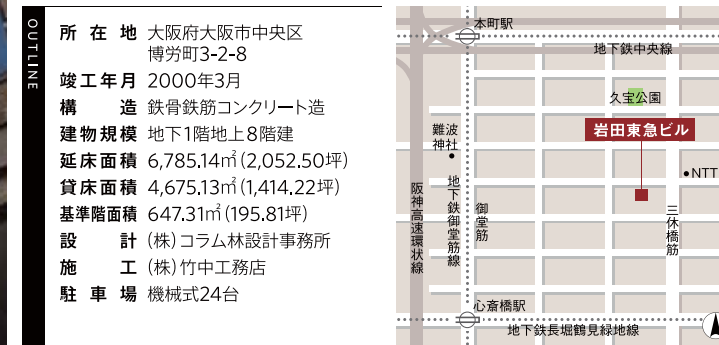 OUTLINE
所在地 大阪府大阪市中央区
博労町3-2-8
竣工年月 2000年3月
構造 鉄骨鉄筋コンクリート造
建物規模 地下1階地上8階建
延床面積 6,785.14㎡(2,052.50坪)
貸床面積 4,675.13㎡(1,414.22坪)
基準階面積 647.31㎡(195.81坪)
設計 (株)コラム林設計事務所
施工 (株)竹中工務店
駐車場 機械式24台
本町駅
地下鉄中央線
久宝公園
岩田東急ビル
難波
神社
NTT
阪神高速環状線
地下鉄御堂筋線
御堂筋
三休橋筋
心斎橋駅
地下鉄長堀鶴見緑地線